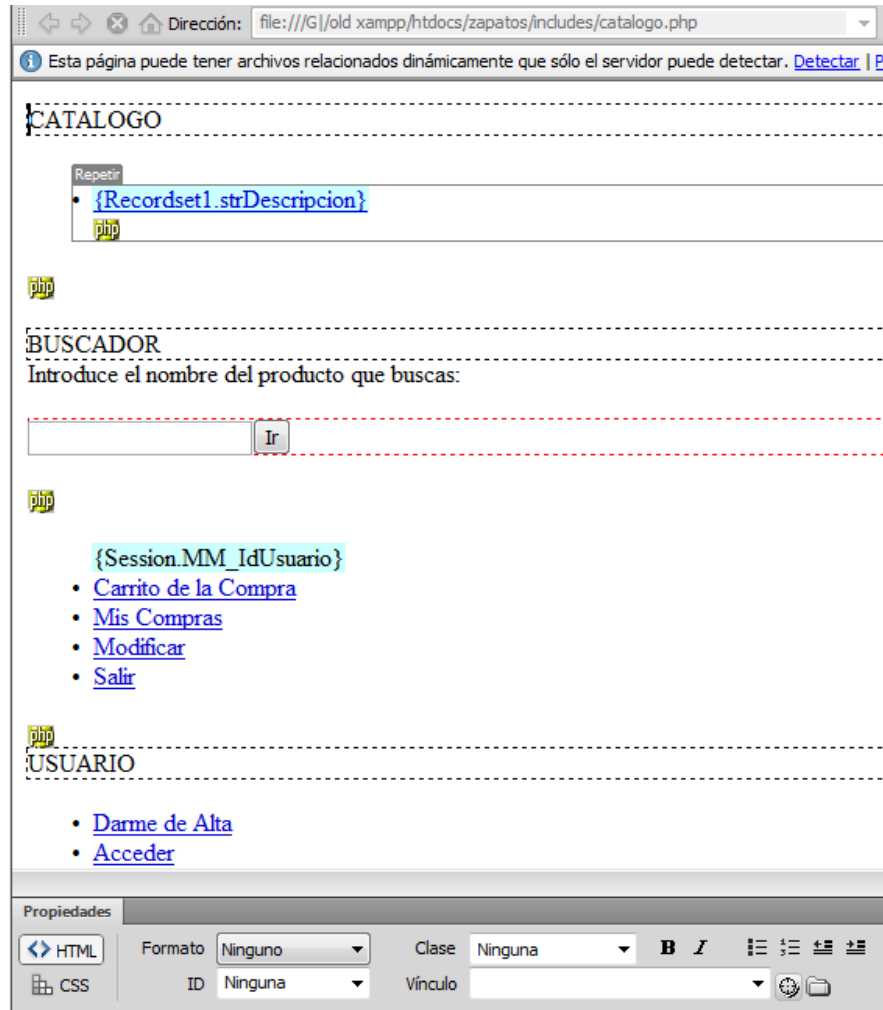 Dirección: file:///G|/old xampp/htdocs/zapatos/includes/catalogo.php
Esta página puede tener archivos relacionados dinámicamente que sólo el servidor puede detectar. Detectar | P
CATALOGO
Repetir
• {Recordset1.strDescripcion}
php
php
BUSCADOR
Introduce el nombre del producto que buscas:
Ir
php
{Session.MM_IdUsuario}
• Carrito de la Compra
• Mis Compras
• Modificar
• Salir
php
USUARIO
• Darme de Alta
• Acceder
Propiedades
<> HTML Formato Ninguno Clase Ninguna B I
CSS ID Ninguna Vínculo